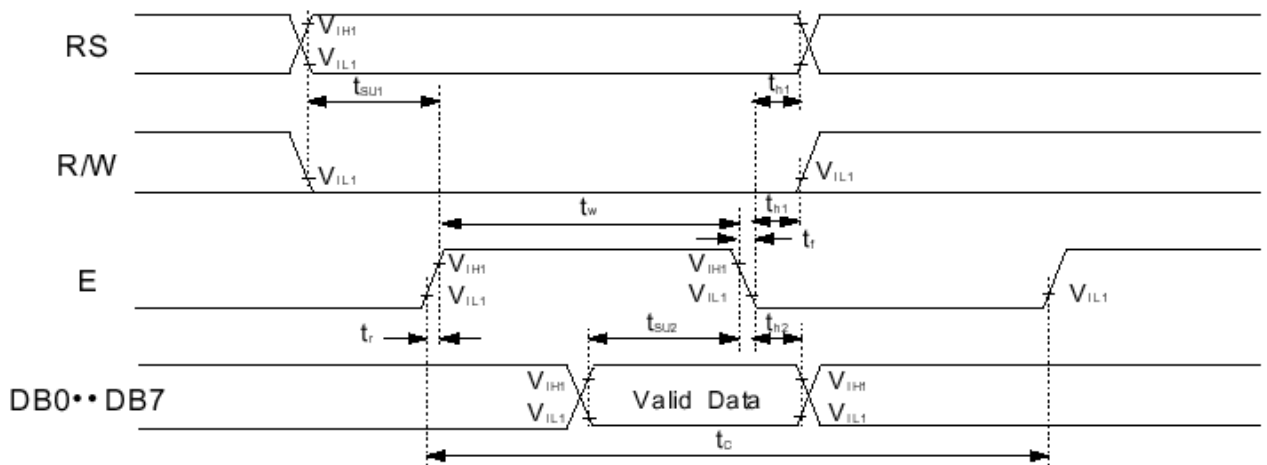 RS
VIH1
VIL1
tSU1
th1
R/W
VIL1
VIL1
tw
th1
tf
E
VIH1
VIL1
VIH1
VIL1
VIL1
tr
tSU2
th2
DB0••DB7
VIH1
VIL1
Valid Data
VIH1
VIL1
tC